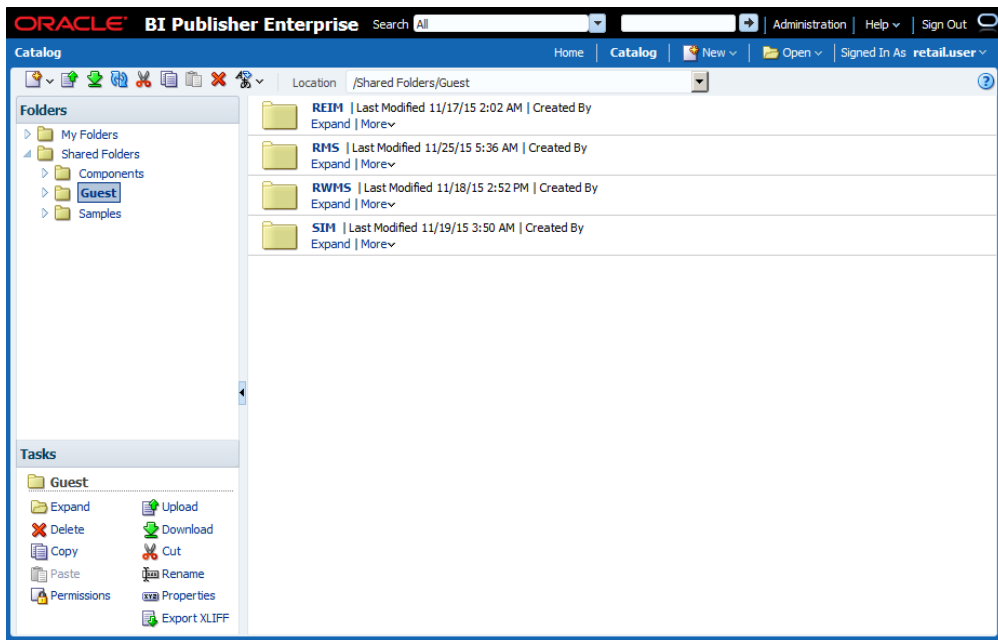 ORACLE BI Publisher Enterprise Search All Administration Help Sign Out
Catalog Home Catalog New Open Signed In As retail.user
Location /Shared Folders/Guest
Folders
My Folders
Shared Folders
Components
Guest
Samples
REIM | Last Modified 11/17/15 2:02 AM | Created By
Expand | More
RMS | Last Modified 11/25/15 5:36 AM | Created By
Expand | More
RWMS | Last Modified 11/18/15 2:52 PM | Created By
Expand | More
SIM | Last Modified 11/19/15 3:50 AM | Created By
Expand | More
Tasks
Guest
Expand Upload
Delete Download
Copy Cut
Paste Rename
Permissions Properties
Export XLIFF